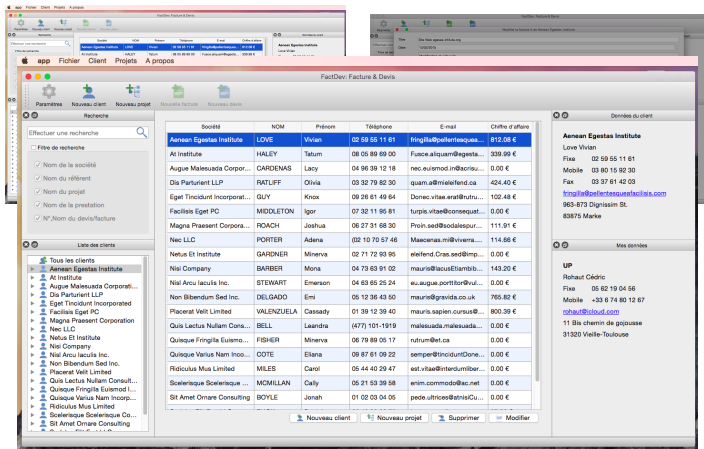 app Fichier Client Projets A propos
FactDev: Facture & Devis
Paramètres Nouveau client Nouveau projet Nouvelle facture Nouveau devis
Recherche
Effectuer une recherche
Filtre de recherche
Nom de la société
Nom du référent
Nom du projet
Nom de la prestation
N°,Nom du devis/facture
Liste des clients
Tous les clients
Aenean Egestas Institute
At Institute
Augue Malesuada Corporati...
Dis Parturient LLP
Eget Tincidunt Incorporated
Facilisis Eget PC
Magna Praesent Corporation
Nec LLC
Netus Et Institute
Nisi Company
Nisl Arcu Iaculis Inc.
Non Bibendum Sed Inc.
Placerat Velit Limited
Quis Lectus Nullam Consult...
Quisque Fringilla Euismod I...
Quisque Varius Nam Incorp...
Ridiculus Mus Limited
Scelerisque Scelerisque Co...
Sit Amet Ornare Consulting
Société NOM Prénom Téléphone E-mail Chiffre d'affaire
Aenean Egestas Institute LOVE Vivian 02 59 55 11 61 fringilla@pellentesquea... 812.08 €
At Institute HALEY Tatum 08 05 89 69 00 Fusce.aliquam@egesta... 339.99 €
Augue Malesuada Corpor... CARDENAS Lacy 04 96 39 12 18 nec.euismod.in@acrisu... 0.00 €
Dis Parturient LLP RATLIFF Olivia 03 32 79 82 30 quam.a@mieleifend.ca 424.40 €
Eget Tincidunt Incorporat... GUY Knox 09 26 61 49 64 Donec.vitae.erat@rutru... 102.48 €
Facilisis Eget PC MIDDLETON Igor 07 32 11 95 81 turpis.vitae@consequat... 0.00 €
Magna Praesent Corpora... ROACH Joshua 06 27 31 68 30 Proin.sed@sodalespur... 111.91 €
Nec LLC PORTER Adena (02 10 70 57 46 Maecenas.mi@viverra.... 114.66 €
Netus Et Institute GARDNER Minerva 02 71 72 93 95 eleifend.Cras.sed@imp... 0.00 €
Nisi Company BARBER Mona 04 73 63 91 02 mauris@lacusEtiambib... 143.20 €
Nisl Arcu Iaculis Inc. STEWART Emerson 04 63 65 25 24 eu.augue.porttitor@vul... 0.00 €
Non Bibendum Sed Inc. DELGADO Emi 05 12 36 43 50 mauris@gravida.co.uk 765.82 €
Placerat Velit Limited VALENZUELA Cassady 01 39 12 39 40 mauris.sapien.cursus@... 800.39 €
Quis Lectus Nullam Cons... BELL Leandra (477) 101-1919 malesuada.malesuada... 0.00 €
Quisque Fringilla Euismo... FISHER Minerva 06 79 89 05 17 rutrum@et.ca 0.00 €
Quisque Varius Nam Inco... COTE Eliana 09 87 61 09 22 semper@tinciduntDone... 0.00 €
Ridiculus Mus Limited MILES Carol 05 44 40 29 47 est.vitae@interdumliber... 0.00 €
Scelerisque Scelerisque ... MCMILLAN Cally 05 21 53 39 58 enim.commodo@ac.net 0.00 €
Sit Amet Ornare Consulting BOYLE Jonah 01 02 03 04 05 pede.ultrices@atnisiCu... 0.00 €
Nouveau client Nouveau projet Supprimer Modifier
Données du client
Aenean Egestas Institute
Love Vivian
Fixe 02 59 55 11 61
Mobile 03 80 15 92 30
Fax 03 37 61 42 03
fringilla@pellentesqueafacilisis.com
963-873 Dignissim St.
83875 Marke
Mes données
UP
Rohaut Cédric
Fixe 05 62 19 04 56
Mobile +33 6 74 80 12 67
rohaut@icloud.com
11 Bis chemin de gojousse
31320 Vieille-Toulouse